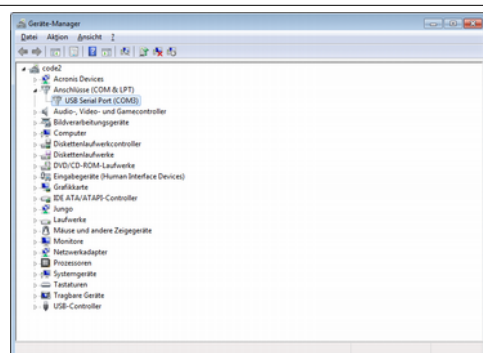 Geräte-Manager
Datei Aktion Ansicht ?
code2
Acronis Devices
Anschlüsse (COM & LPT)
USB Serial Port (COM3)
Audio-, Video- und Gamecontroller
Bildverarbeitungsgeräte
Computer
Diskettenlaufwerkcontroller
Diskettenlaufwerke
DVD/CD-ROM-Laufwerke
Eingabegeräte (Human Interface Devices)
Grafikkarte
IDE ATA/ATAPI-Controller
Jungo
Laufwerke
Mäuse und andere Zeigegeräte
Monitore
Netzwerkadapter
Prozessoren
Systemgeräte
Tastaturen
Tragbare Geräte
USB-Controller